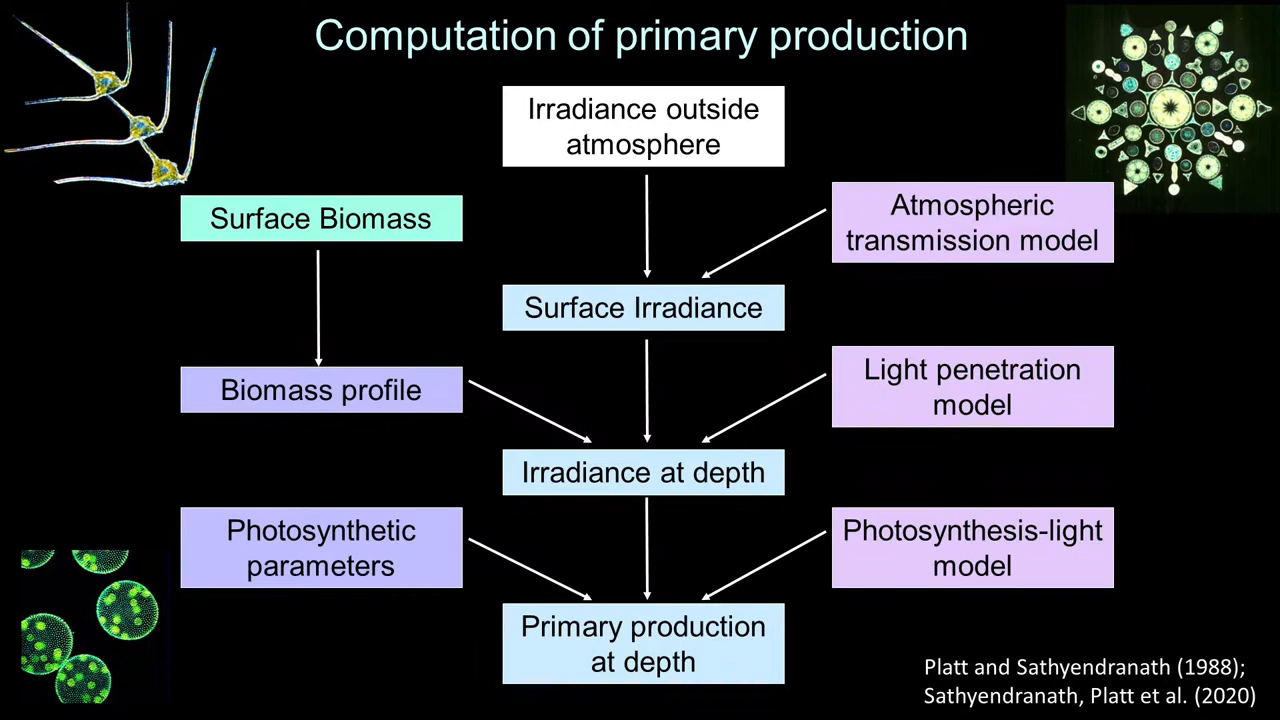 Computation of primary production
Irradiance outside
atmosphere
Surface Biomass
Atmospheric
transmission model
Surface Irradiance
Biomass profile
Light penetration
model
Irradiance at depth
Photosynthetic
parameters
Photosynthesis-light
model
Primary production
at depth
Platt and Sathyendranath (1988);
Sathyendranath, Platt et al. (2020)